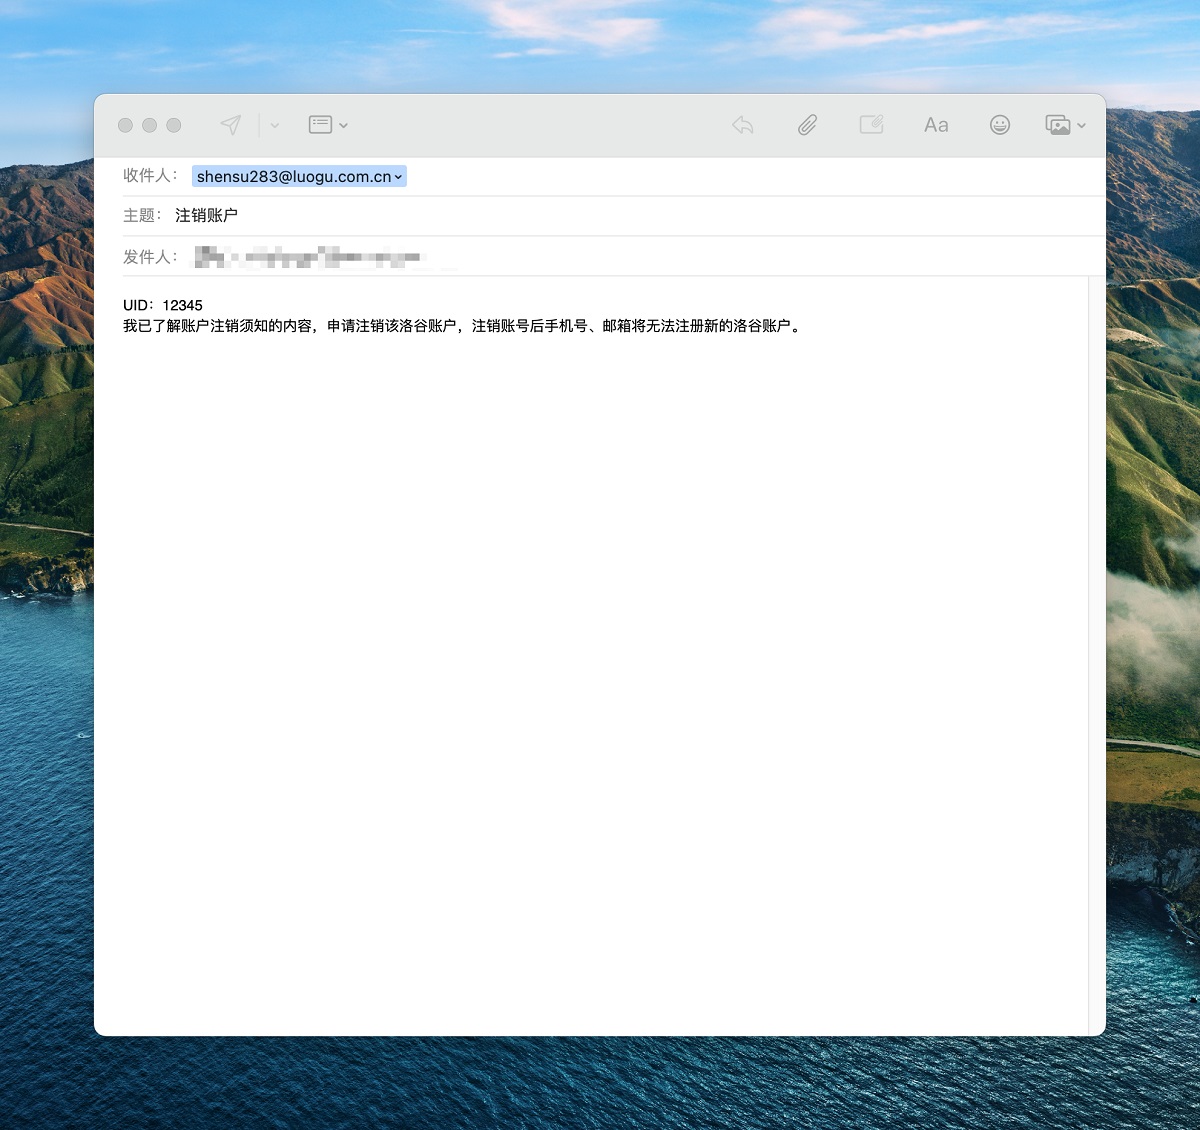 Aa
收件人： shensu283@luogu.com.cn
主题： 注销账户
发件人：
UID：12345
我已了解账户注销须知的内容，申请注销该洛谷账户，注销账号后手机号、邮箱将无法注册新的洛谷账户。